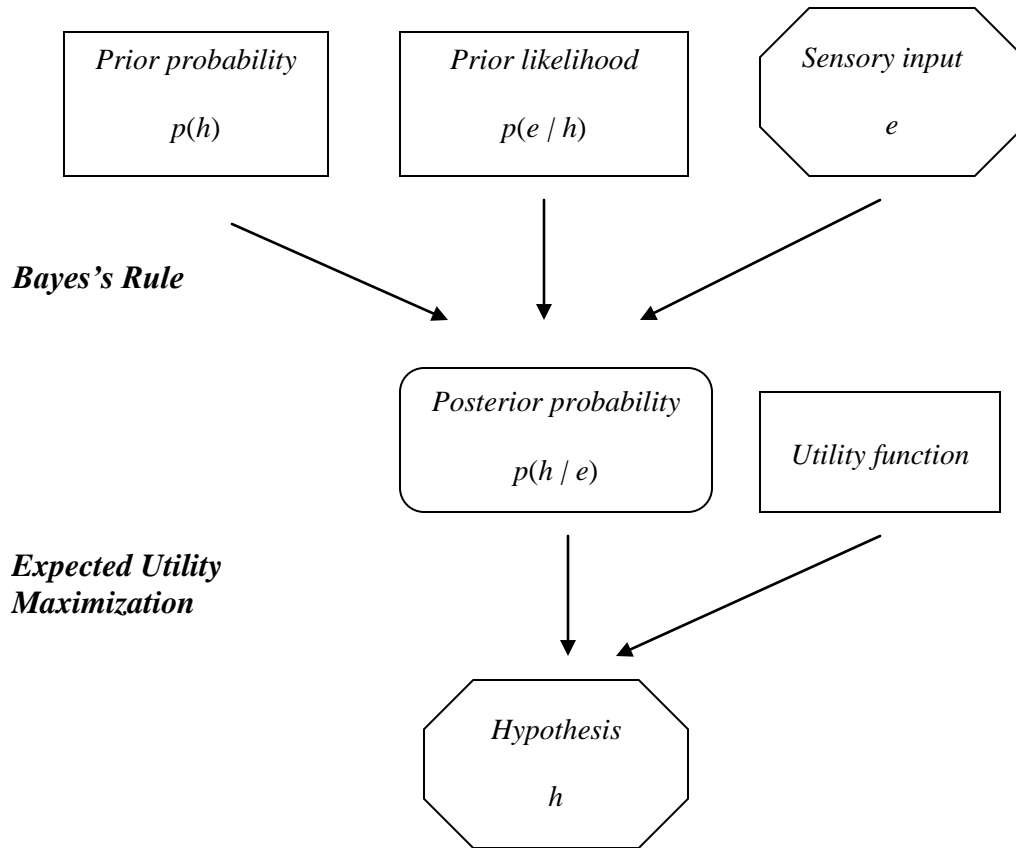 Prior probability
p(h)
Prior likelihood
p(e / h)
Sensory input
e
Bayes’s Rule
Posterior probability
p(h / e)
Utility function
Expected Utility
Maximization
Hypothesis
h